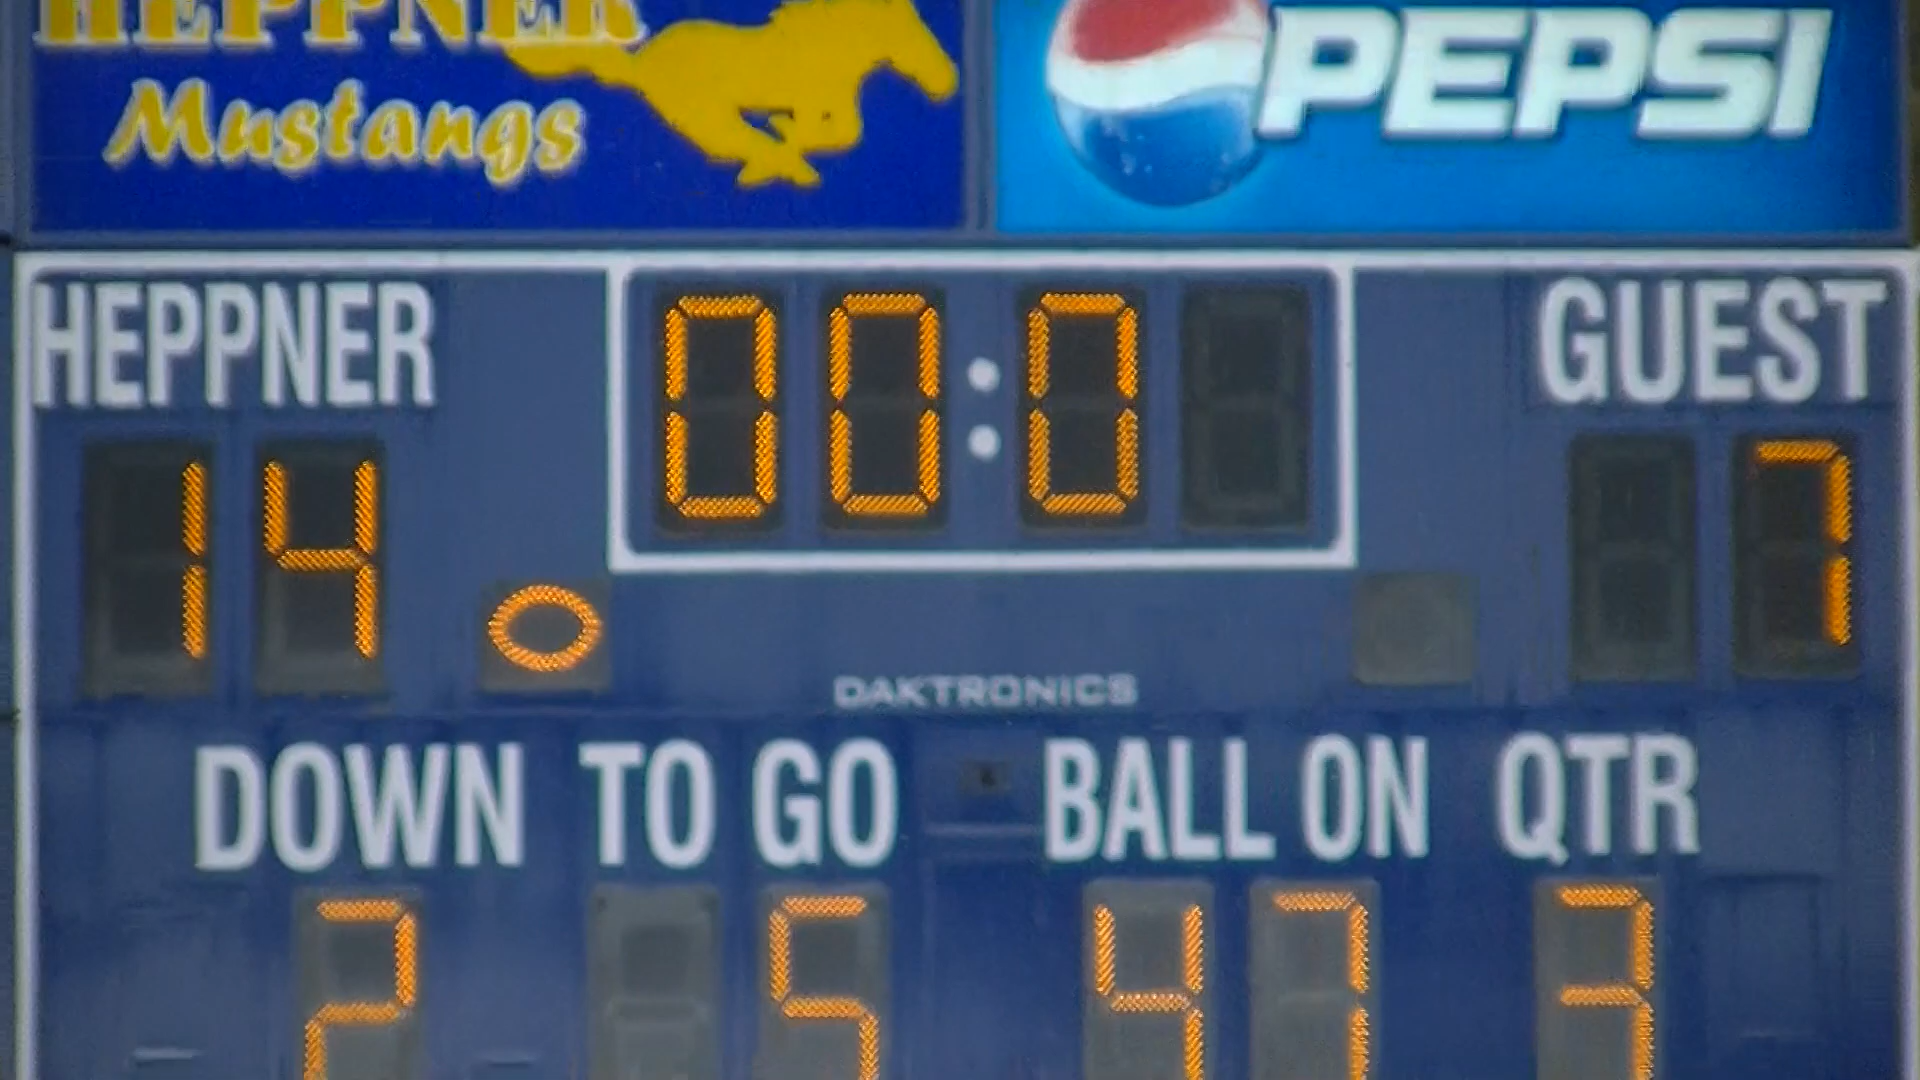 HEPPNER
Mustangs
PEPSI
HEPPNER
00:0
GUEST
14
7
DAKTRONICS
DOWN TO GO BALL ON QTR
2 5 47 3